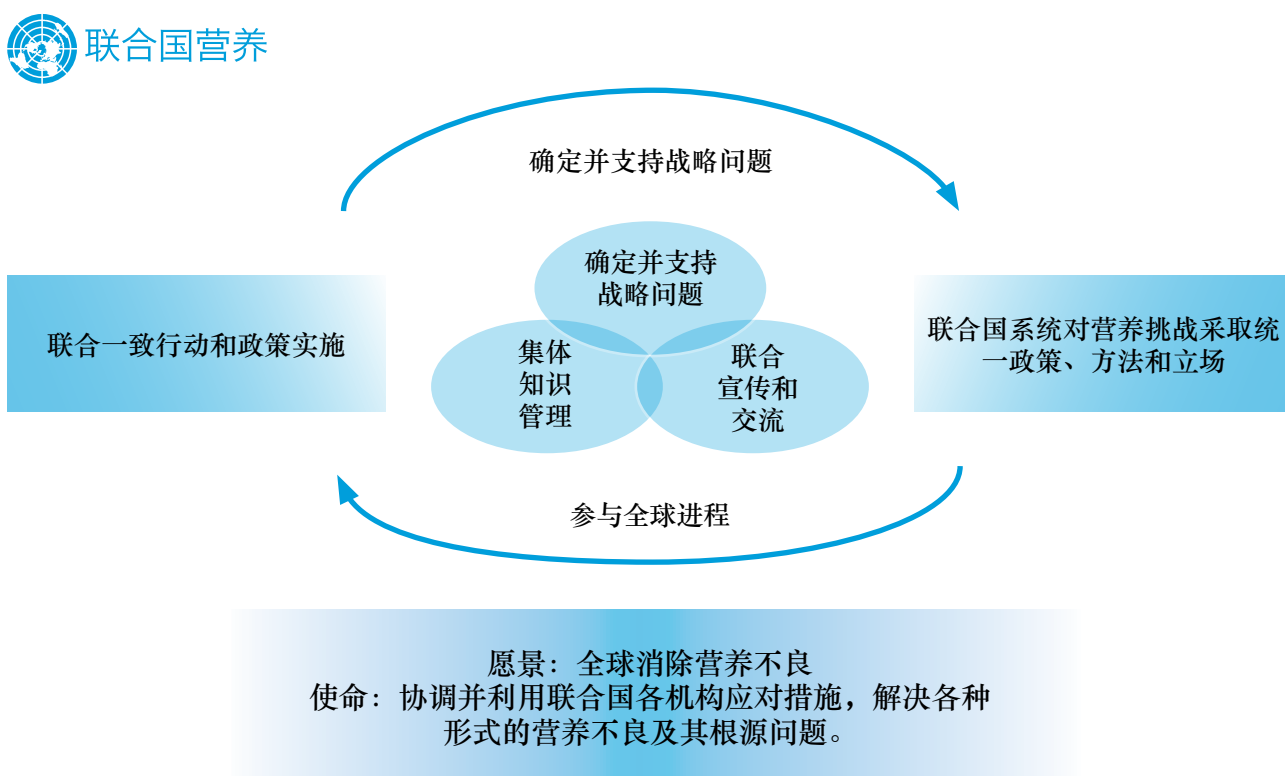 联合国营养
确定并支持战略问题
确定并支持
战略问题
联合一致行动和政策实施
集体
知识
管理
联合
宣传和
交流
联合国系统对营养挑战采取统
一政策、方法和立场
参与全球进程
愿景：全球消除营养不良
使命：协调并利用联合国各机构应对措施，解决各种
形式的营养不良及其根源问题。